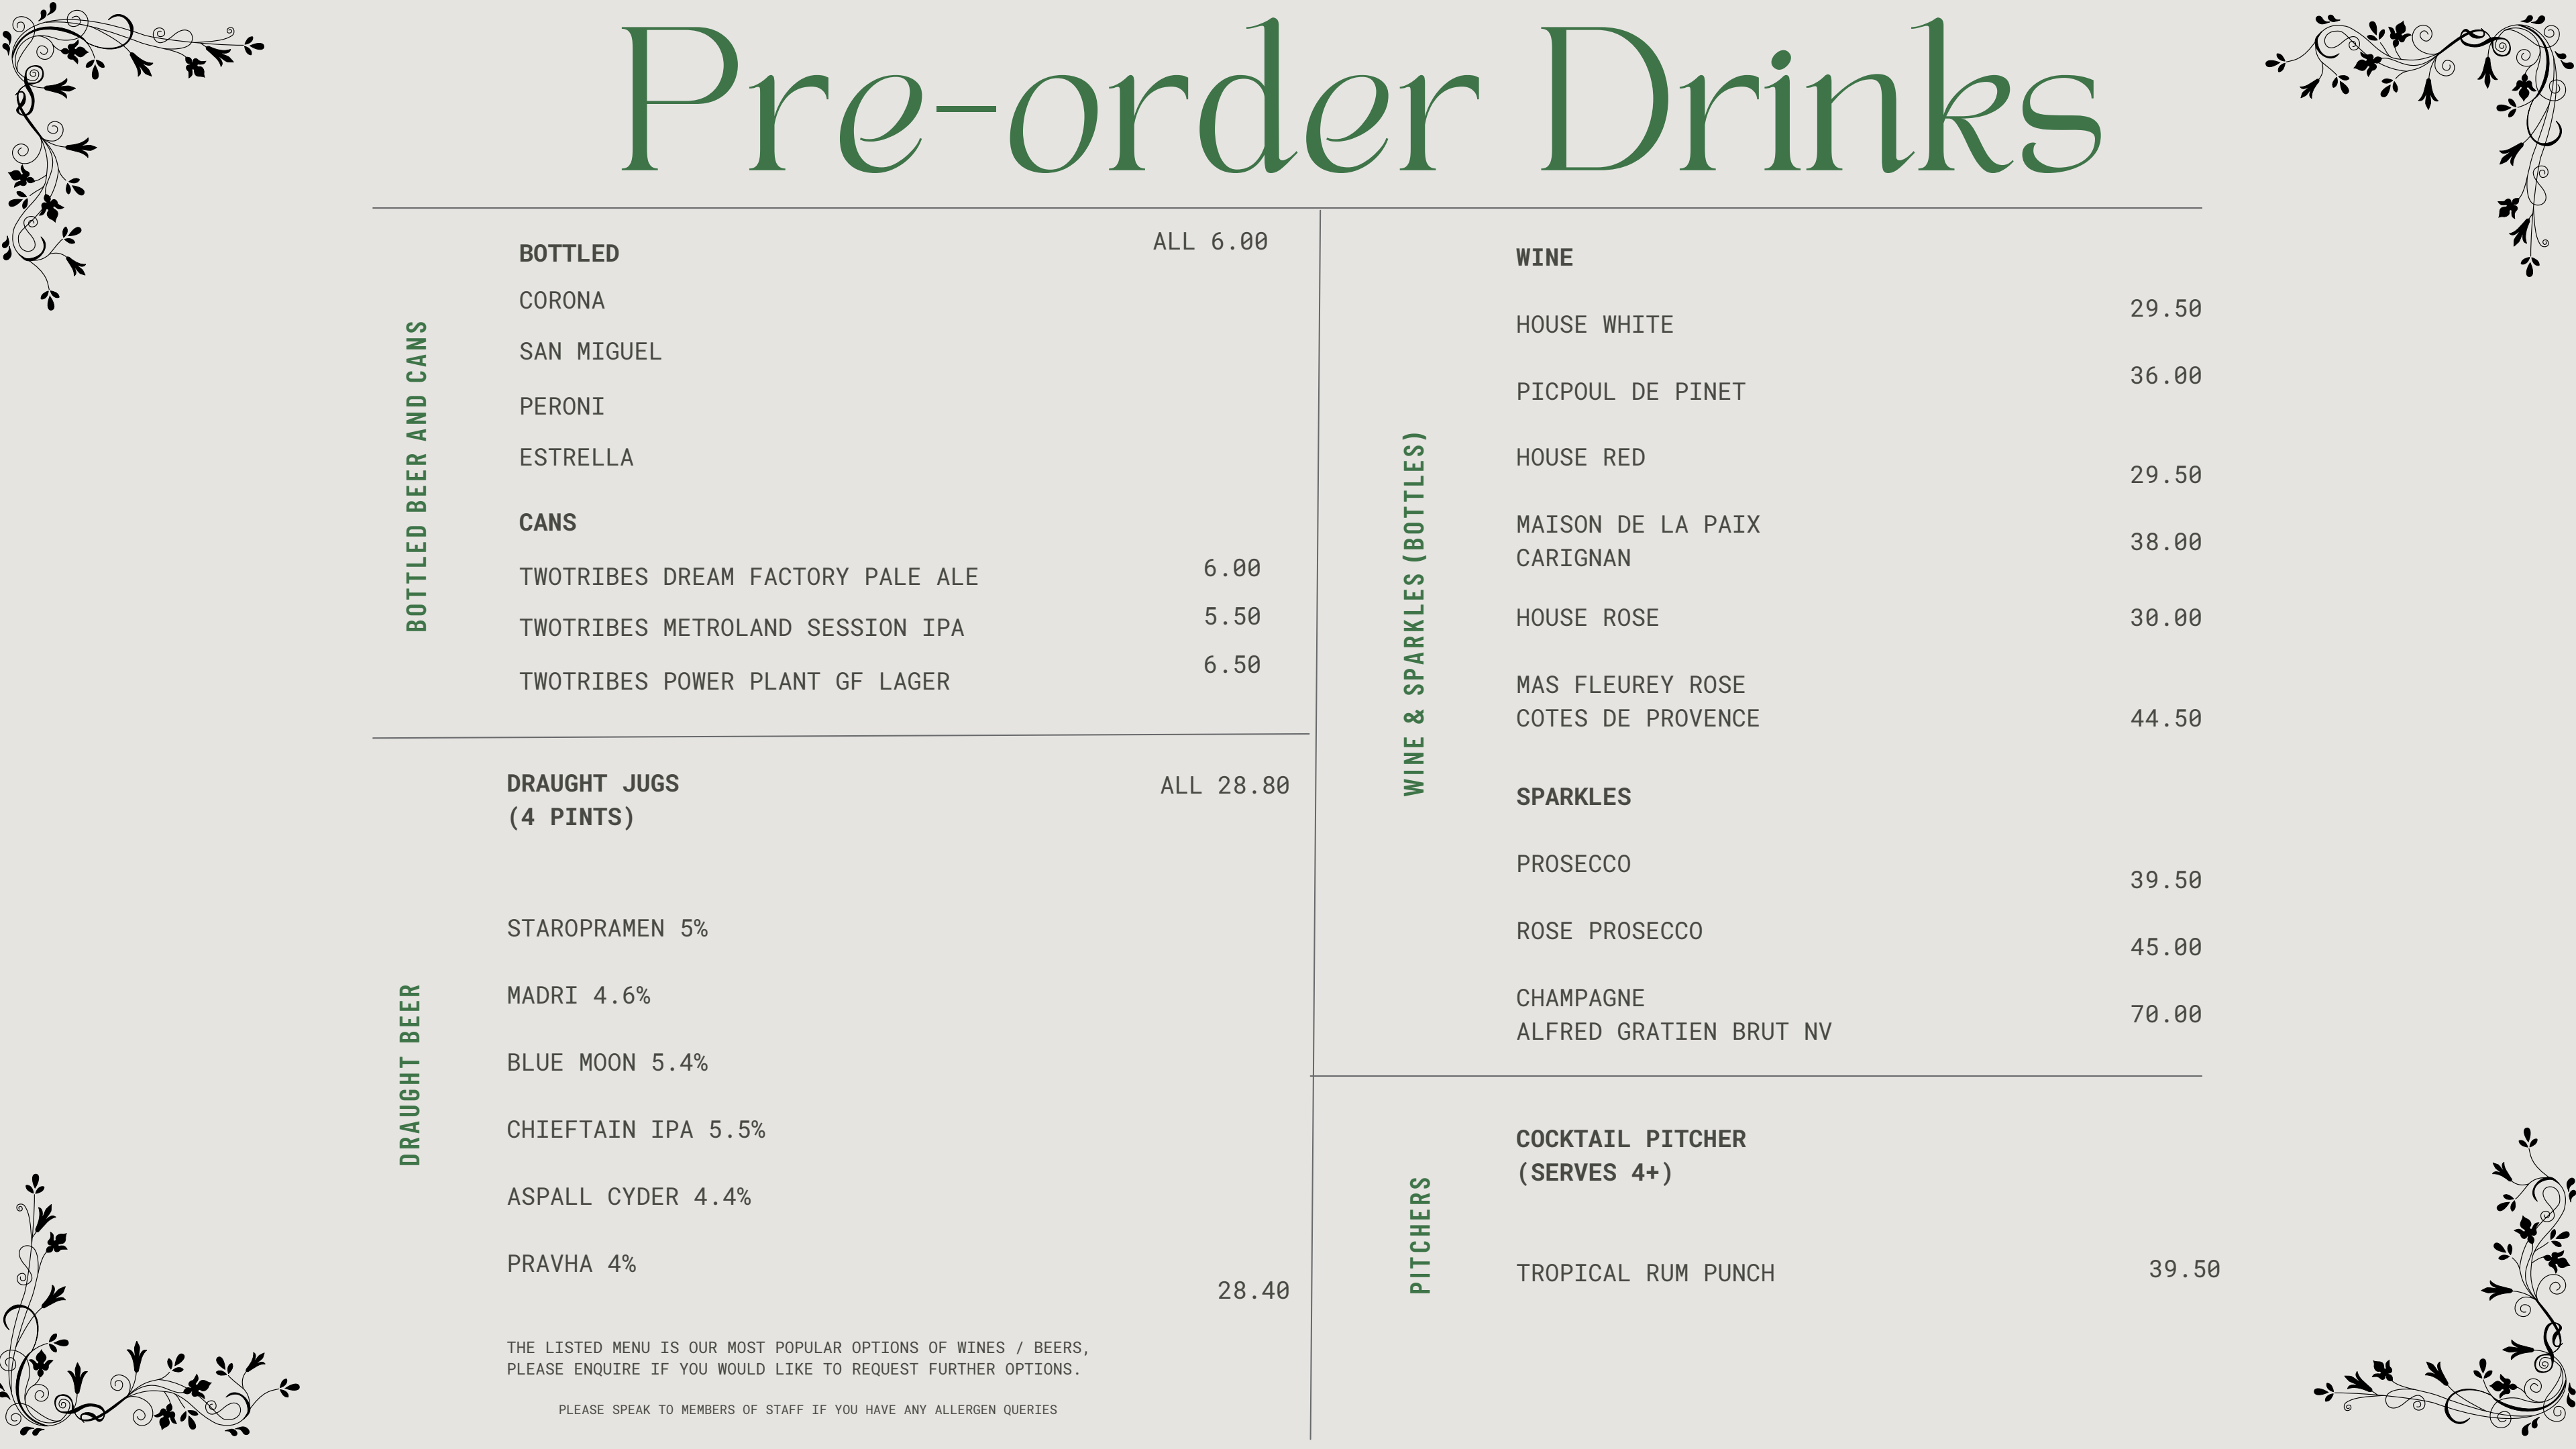 Pre-order Drinks
BOTTLED BEER AND CANS
BOTTLED ALL 6.00
CORONA
SAN MIGUEL
PERONI
ESTRELLA
CANS
TWOTRIBES DREAM FACTORY PALE ALE 6.00
TWOTRIBES METROLAND SESSION IPA 5.50
TWOTRIBES POWER PLANT GF LAGER 6.50
DRAUGHT BEER
DRAUGHT JUGS ALL 28.80
(4 PINTS)
STAROPRAMEN 5%
MADRI 4.6%
BLUE MOON 5.4%
CHIEFTAIN IPA 5.5%
ASPALL CYDER 4.4%
PRAVHA 4% 28.40
THE LISTED MENU IS OUR MOST POPULAR OPTIONS OF WINES / BEERS,
PLEASE ENQUIRE IF YOU WOULD LIKE TO REQUEST FURTHER OPTIONS.
PLEASE SPEAK TO MEMBERS OF STAFF IF YOU HAVE ANY ALLERGEN QUERIES
WINE & SPARKLES (BOTTLES)
WINE
HOUSE WHITE 29.50
PICPOUL DE PINET 36.00
HOUSE RED 29.50
MAISON DE LA PAIX
CARIGNAN 38.00
HOUSE ROSE 30.00
MAS FLEUREY ROSE
COTES DE PROVENCE 44.50
SPARKLES
PROSECCO 39.50
ROSE PROSECCO 45.00
CHAMPAGNE
ALFRED GRATIEN BRUT NV 70.00
PITCHERS
COCKTAIL PITCHER
(SERVES 4+)
TROPICAL RUM PUNCH 39.50